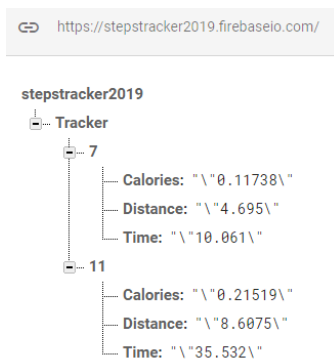 https://stepstracker2019.firebaseio.com/
stepstracker2019
Tracker
7
Calories: "\"0.11738\"
Distance: "\"4.695\"
Time: "\"10.061\"
11
Calories: "\"0.21519\"
Distance: "\"8.6075\"
Time: "\"35.532\"